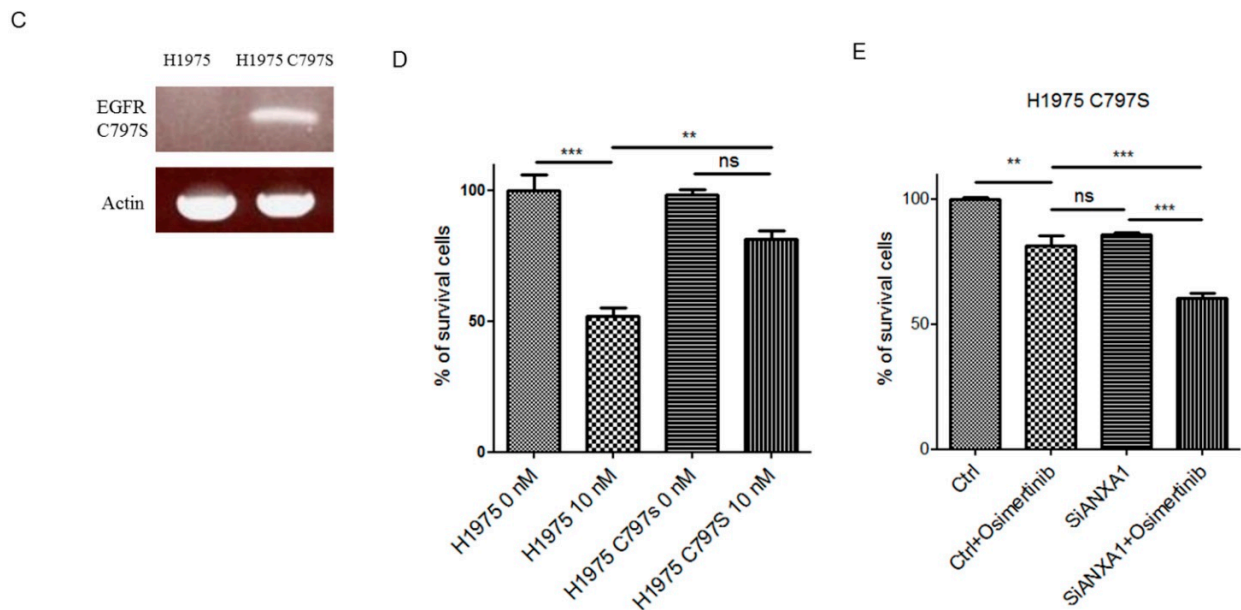 C
H1975 H1975 C797S
EGFR
C797S
Actin
D
***
**
ns
100
50
0
% of survival cells
H1975 0 nM
H1975 10 nM
H1975 C797s 0 nM
H1975 C797S 10 nM
E
H1975 C797S
**
***
ns
***
100
50
0
% of survival cells
Ctrl
Ctrl+Osimertinib
SiANXA1
SiANXA1+Osimertinib